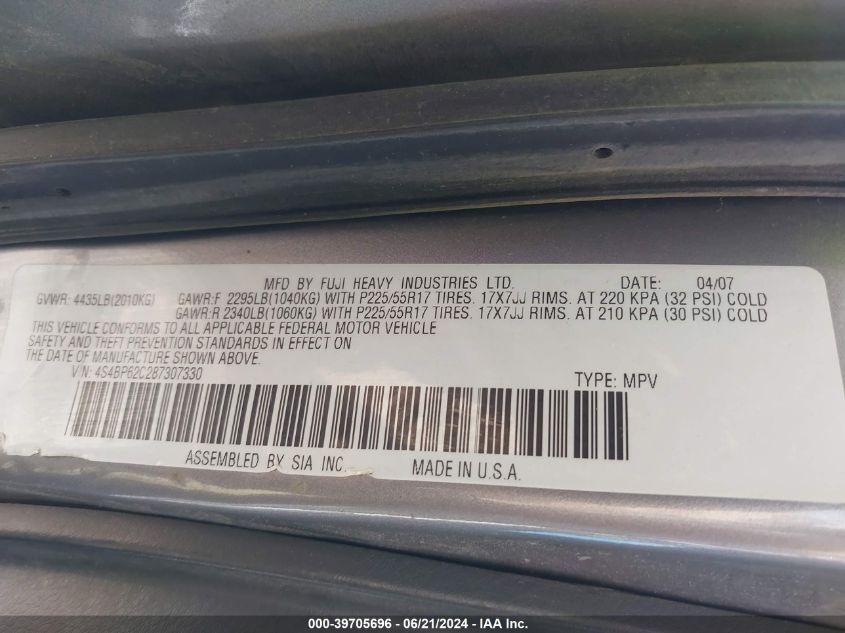 MFD BY FUJI HEAVY INDUSTRIES LTD. DATE: 04/07
GVWR: 4435LB(2010KG) GAWR:F 2295LB(1040KG) WITH P225/55R17 TIRES. 17X7JJ RIMS. AT 220 KPA (32 PSI) COLD
GAWR:R 2340LB(1060KG) WITH P225/55R17 TIRES. 17X7JJ RIMS. AT 210 KPA (30 PSI) COLD
THIS VEHICLE CONFORMS TO ALL APPLICABLE FEDERAL MOTOR VEHICLE
SAFETY AND THEFT PREVENTION STANDARDS IN EFFECT ON
THE DATE OF MANUFACTURE SHOWN ABOVE.
VIN: 4S4BP62C287307330 TYPE: MPV
ASSEMBLED BY SIA INC. MADE IN U.S.A.
000-39705696 - 06/21/2024 - IAA Inc.